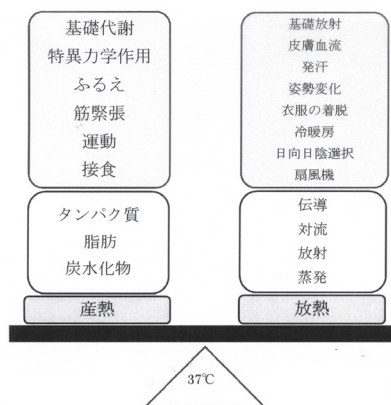 基礎代謝
特異力学作用
ふるえ
筋緊張
運動
接食
タンパク質
脂肪
炭水化物
産熱
基礎放射
皮膚血流
発汗
姿勢変化
衣服の着脱
冷暖房
日向日陰選択
扇風機
伝導
対流
放射
蒸発
放熱
37℃